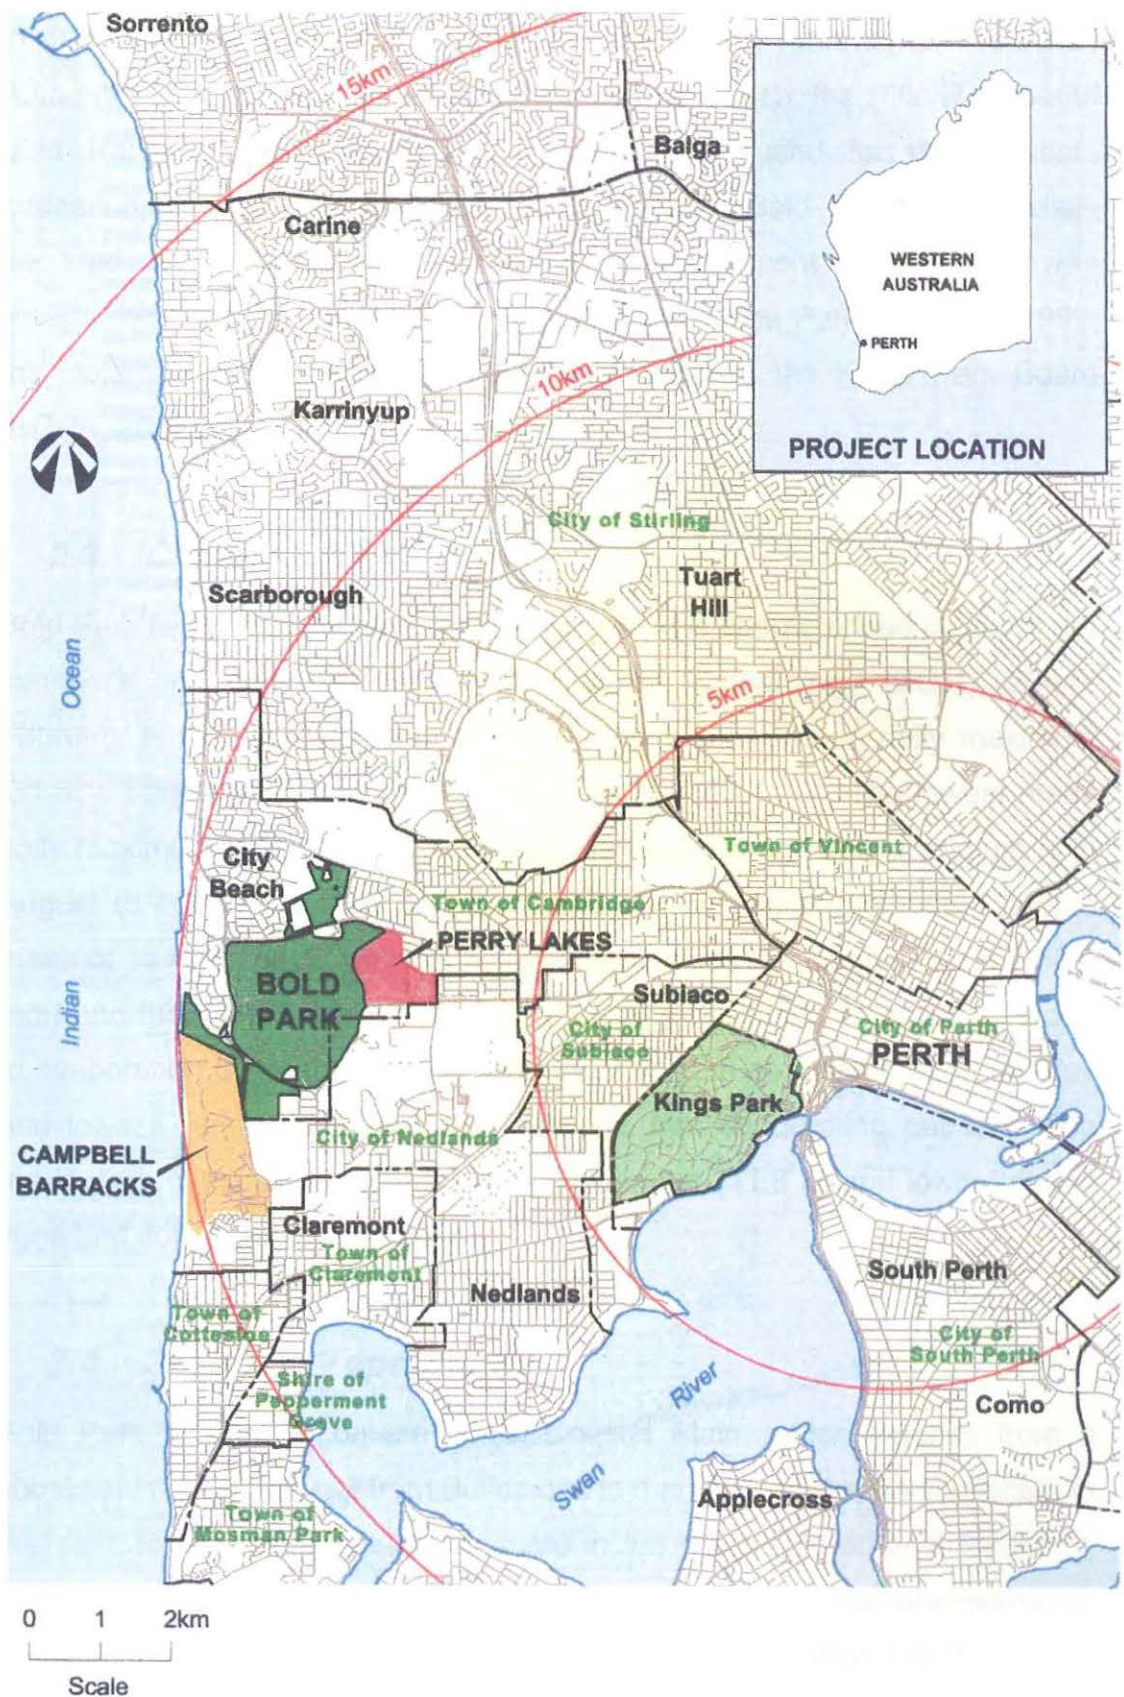 Sorrento
15km
Balga
Carine
WESTERN
AUSTRALIA
PERTH
PROJECT LOCATION
10km
Karrinyup
City of Stirling
Tuart
Hill
Scarborough
Ocean
5km
Town of Vincent
City
Beach
Town of Cambridge
PERRY LAKES
BOLD
PARK
Subiaco
Indian
City of
Subiaco
City of Perth
PERTH
Kings Park
City of Nedlands
CAMPBELL
BARRACKS
Claremont
Town of
Claremont
South Perth
Nedlands
Town of
Cottesloe
City of
South Perth
Shire of
Pepperment
Grove
River
Como
Swan
Applecross
Town of
Mosman Park
0 1 2km
Scale